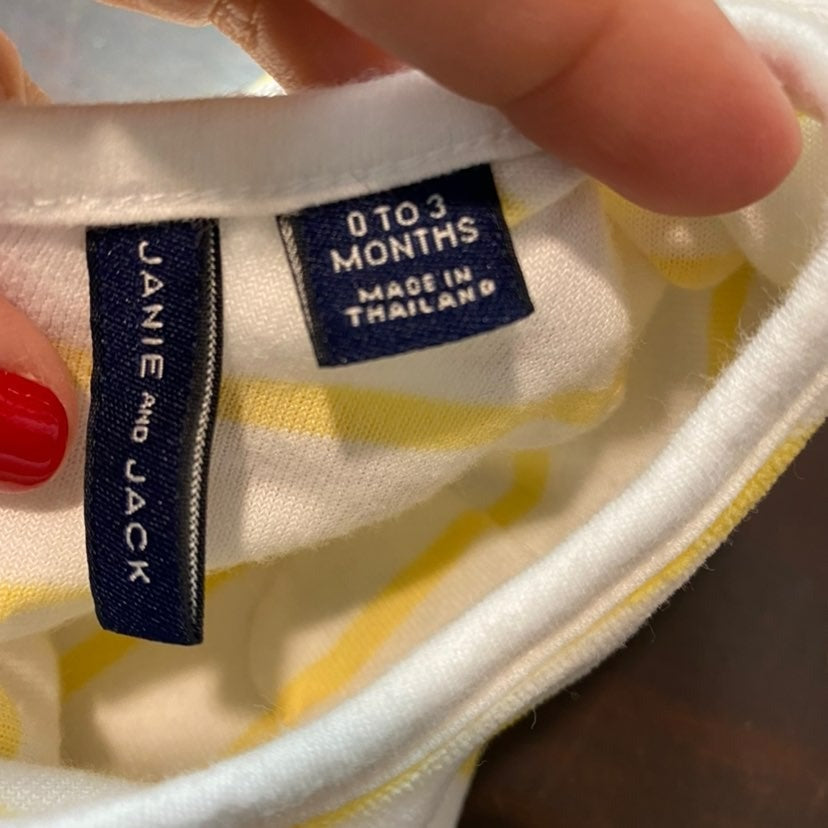 JANIE AND JACK
0 TO 3
MONTHS
MADE IN
THAILAND